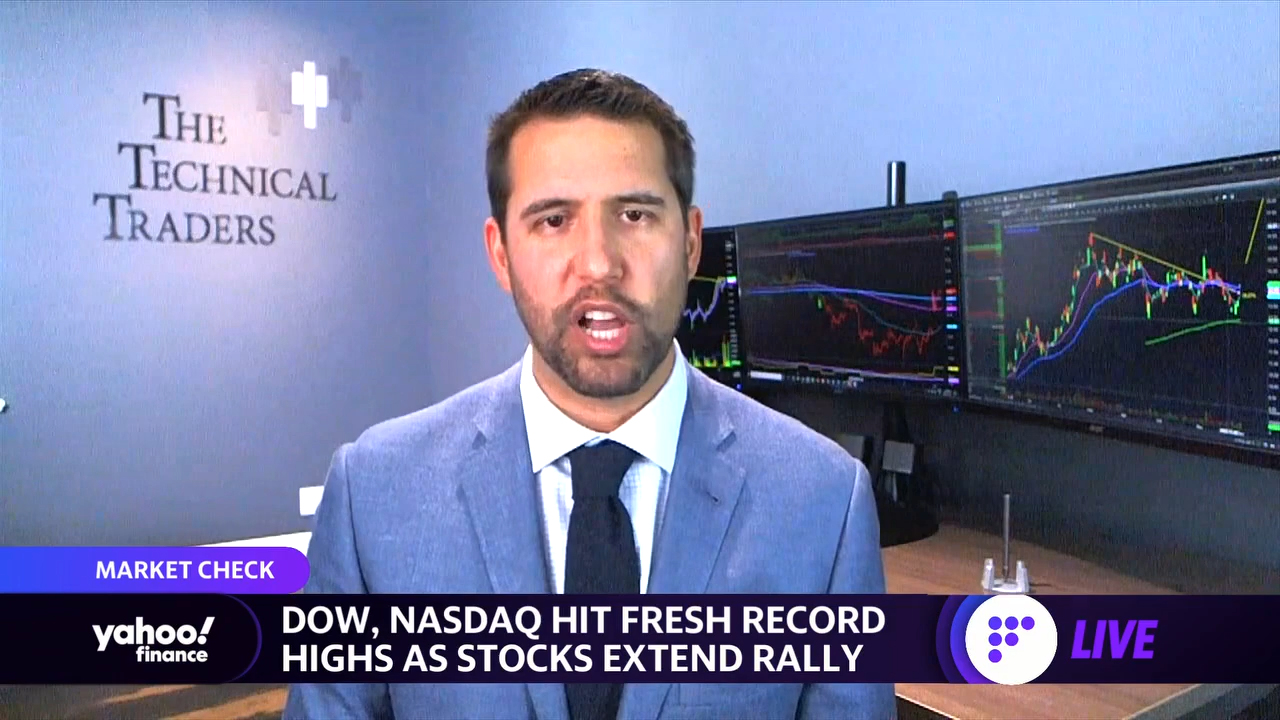 THE
TECHNICAL
TRADERS
MARKET CHECK
yahoo!
finance
DOW, NASDAQ HIT FRESH RECORD
HIGHS AS STOCKS EXTEND RALLY
LIVE